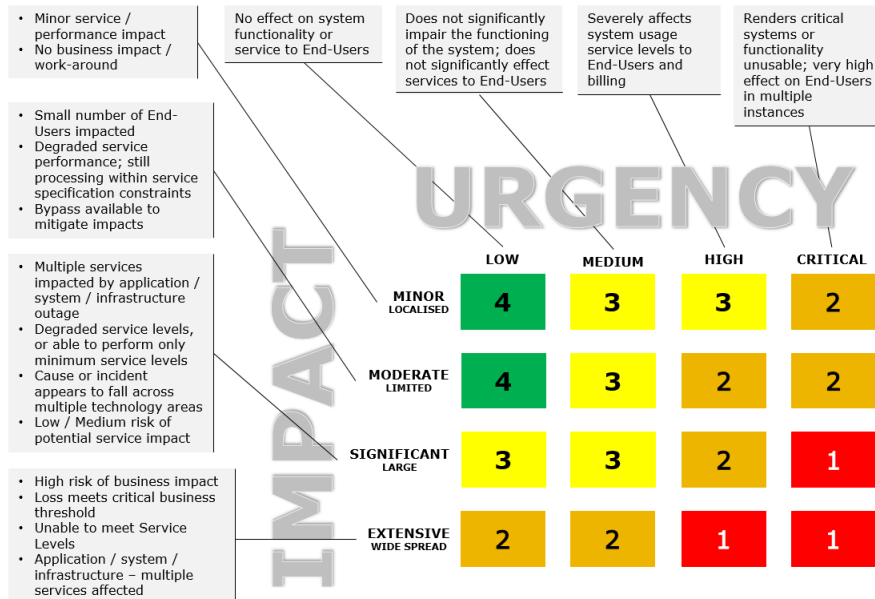 • Minor service /
performance impact
• No business impact /
work-around
No effect on system
functionality or
service to End-Users
Does not significantly
impair the functioning
of the system; does
not significantly effect
services to End-Users
Severely affects
system usage
service levels to
End-Users and
billing
Renders critical
systems or
functionality
unusable; very high
effect on End-Users
in multiple
instances
• Small number of End-
Users impacted
• Degraded service
performance; still
processing within service
specification constraints
• Bypass available to
mitigate impacts
• Multiple services
impacted by application /
system / infrastructure
outage
• Degraded service levels,
or able to perform only
minimum service levels
• Cause or incident
appears to fall across
multiple technology areas
• Low / Medium risk of
potential service impact
• High risk of business impact
• Loss meets critical business
threshold
• Unable to meet Service
Levels
• Application / system /
infrastructure – multiple
services affected
URGENCY
IMPACT
LOW MEDIUM HIGH CRITICAL
MINOR
LOCALISED
4 3 3 2
MODERATE
LIMITED
4 3 2 2
SIGNIFICANT
LARGE
3 3 2 1
EXTENSIVE
WIDE SPREAD
2 2 1 1